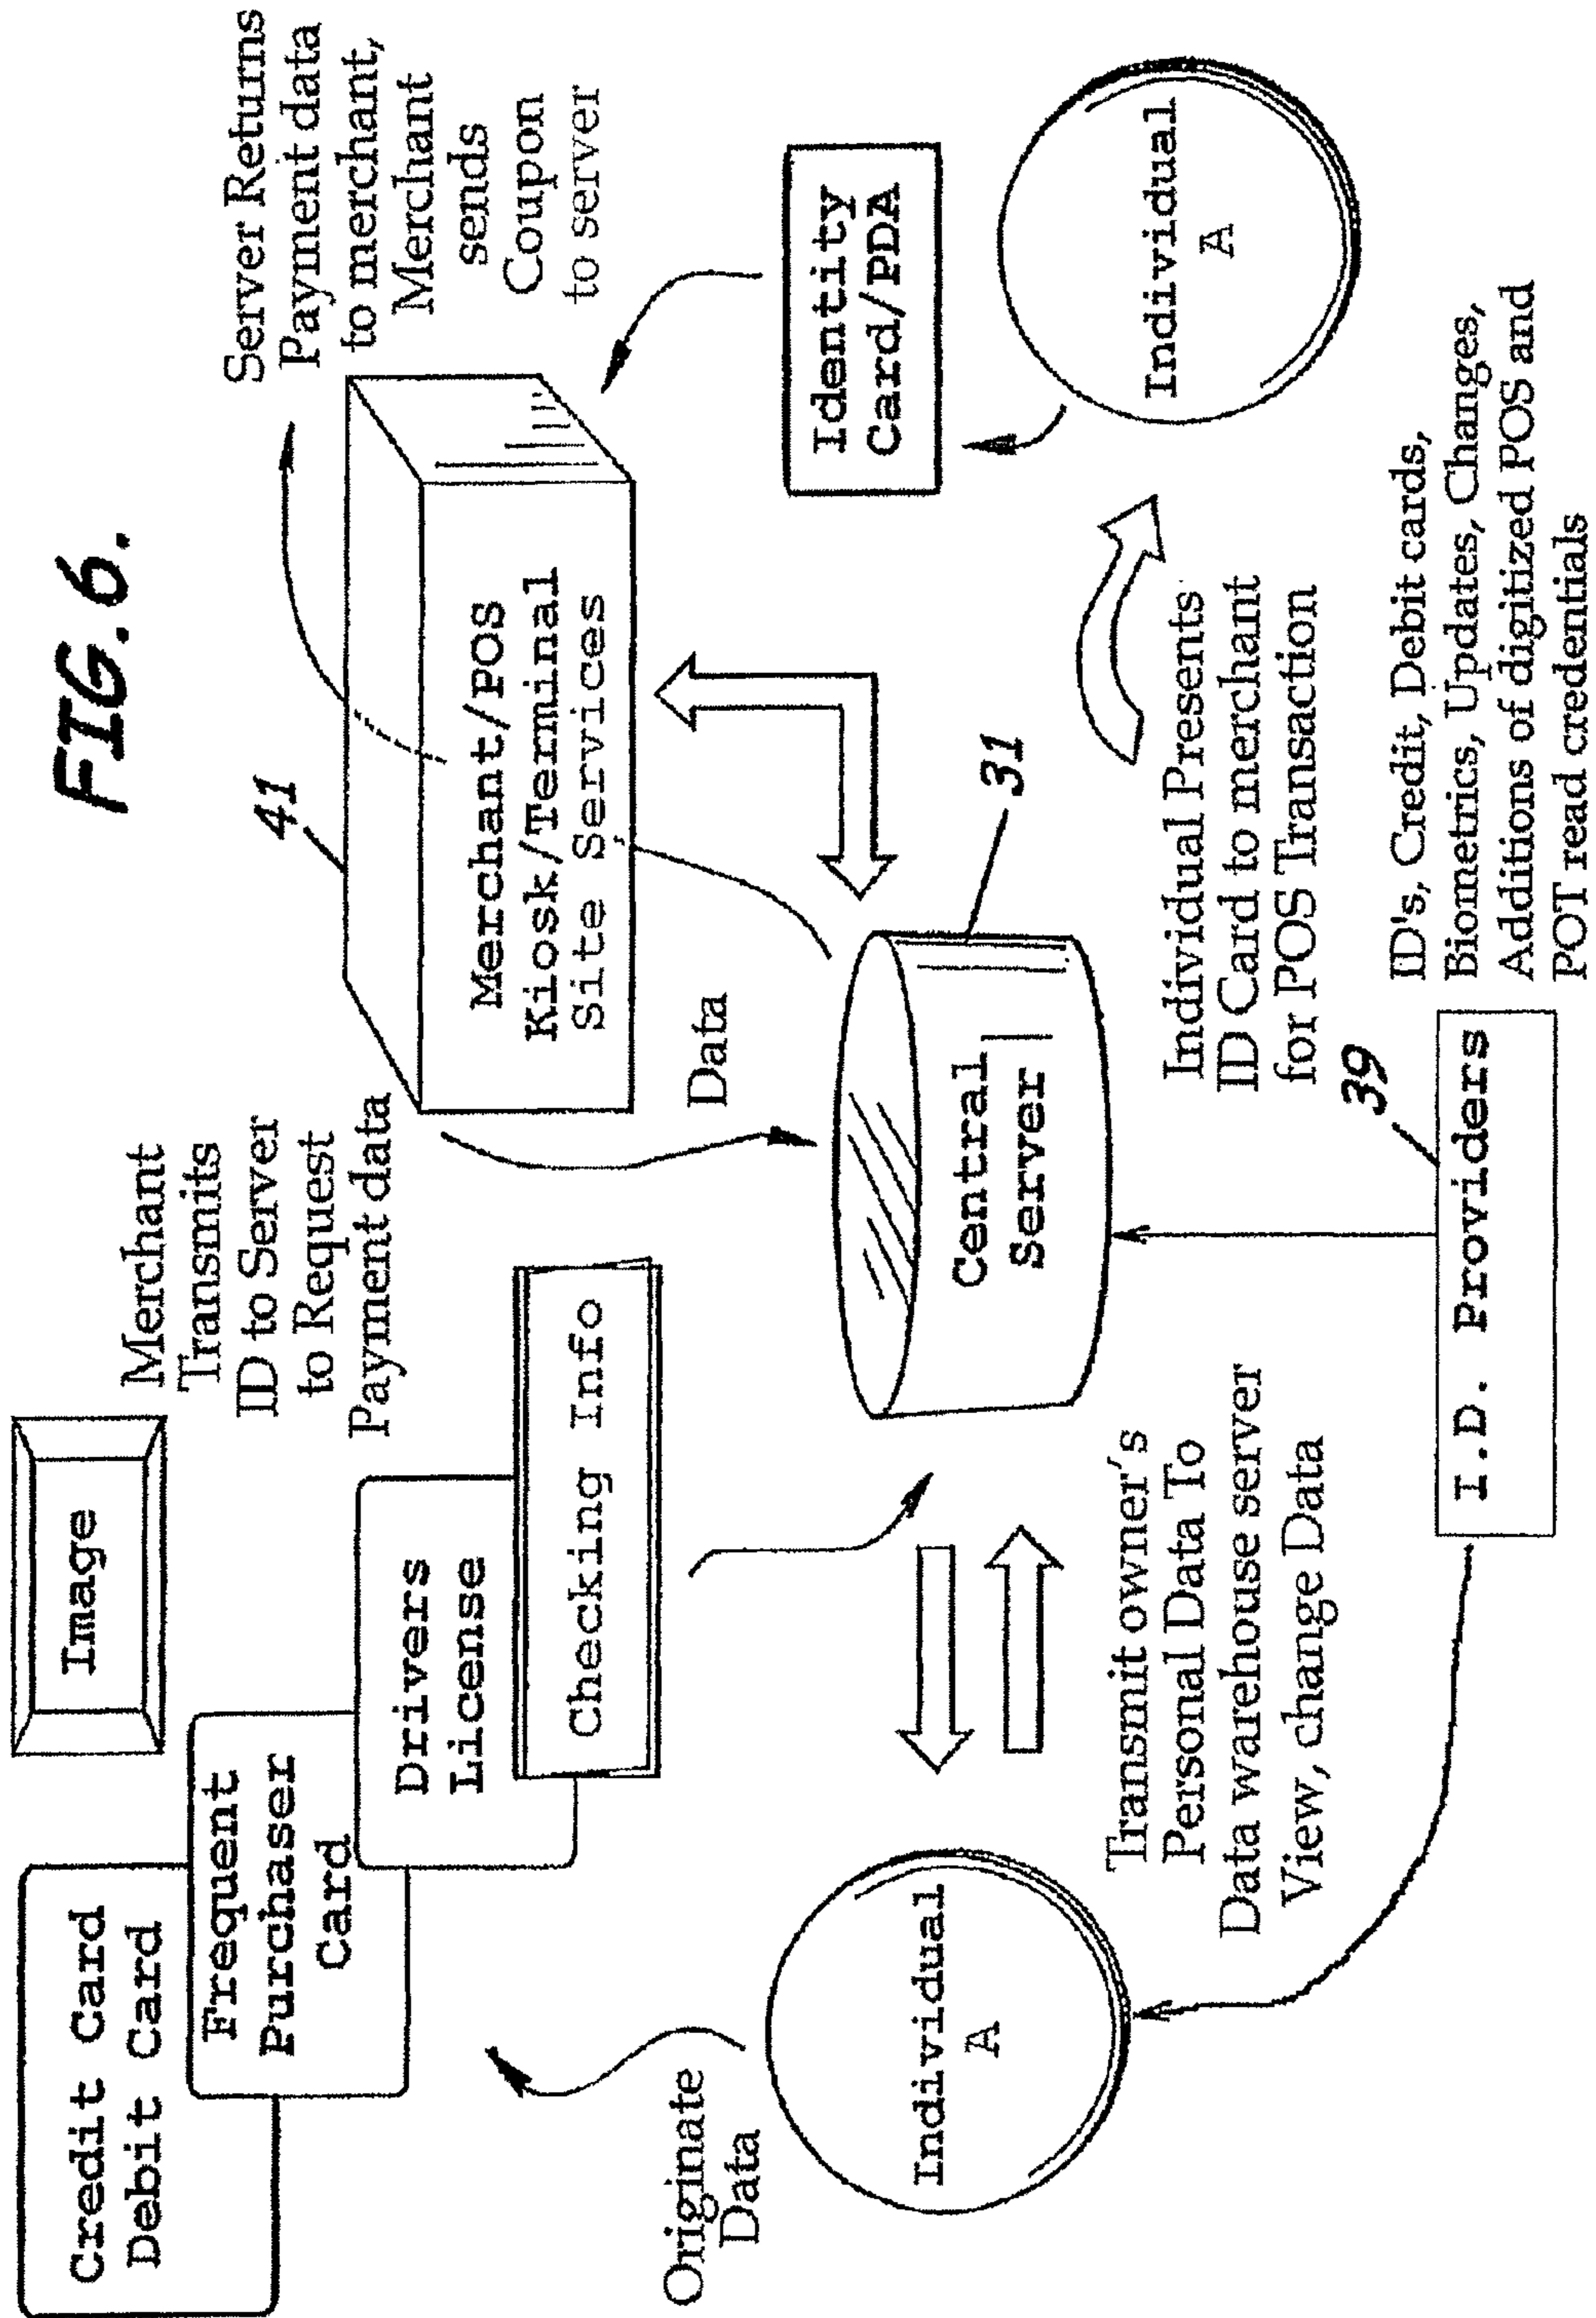 FIG. 6.
Credit Card
Debit Card
Frequent
Purchaser
Card
Drivers
License
Checking Info
Image
Merchant
Transmits
ID to Server
to Request
Payment data
41
Merchant/POS
Kiosk/Terminal
Site Services
Server Returns
Payment data
to merchant,
Merchant
sends
Coupon
to server
Originate
Data
Data
Identity
Card/PDA
Individual
A
Central
Server
31
Individual
A
Transmit owner's
Personal Data To
Data warehouse server
View, change Data
Individual Presents
ID Card to merchant
for POS Transaction
39
I.D. Providers
ID's, Credit, Debit cards,
Biometrics, Updates, Changes,
Additions of digitized POS and
POT read credentials